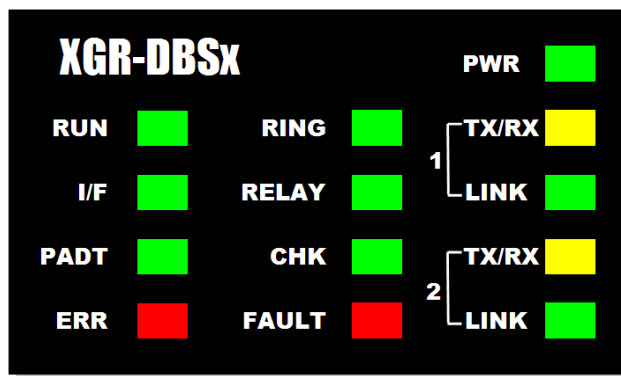 XGR-DBSx
PWR
RUN RING TX/RX
1
I/F RELAY LINK
PADT CHK TX/RX
2
ERR FAULT LINK